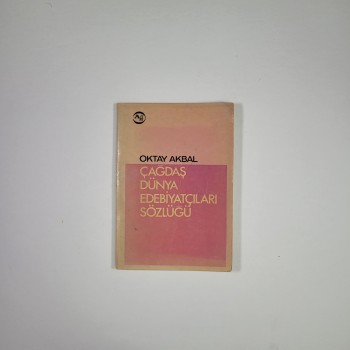 OKTAY AKBAL
ÇAĞDAŞ
DÜNYA
EDEBİYATÇILARI
SÖZLÜĞÜ